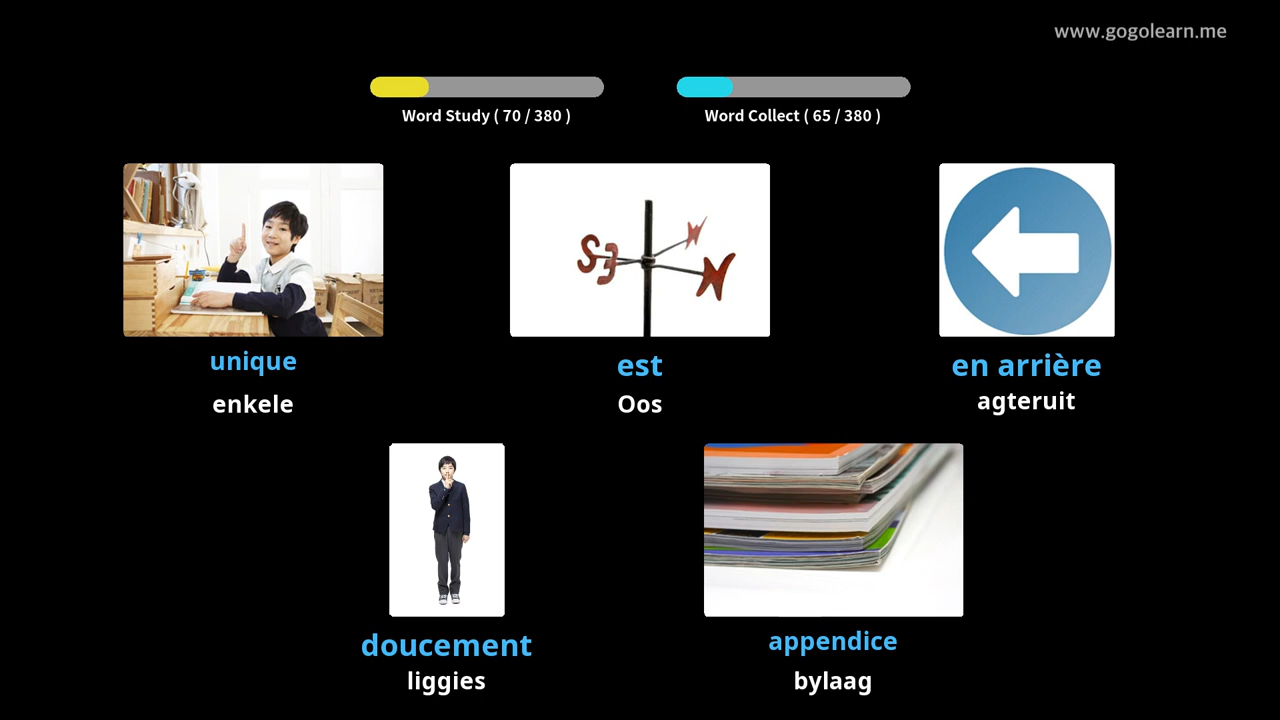 www.gogolearn.me
Word Study ( 70 / 380 )
Word Collect ( 65 / 380 )
S E W N
unique
est
en arrière
enkele
Oos
agteruit
doucement
appendice
liggies
bylaag